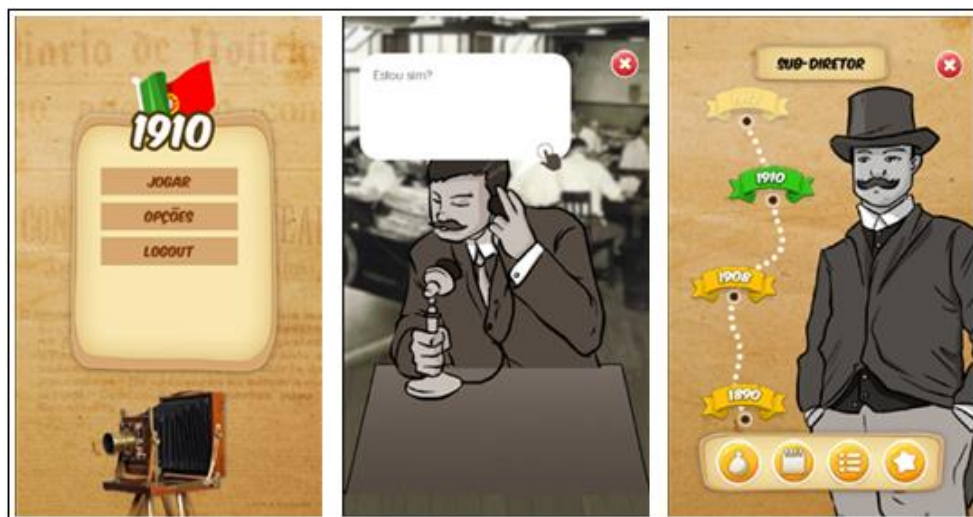 1910
JOGAR
OPÇÕES
LOGOUT
Estou sim?
SUB-DIRETOR
1910
1908
1890